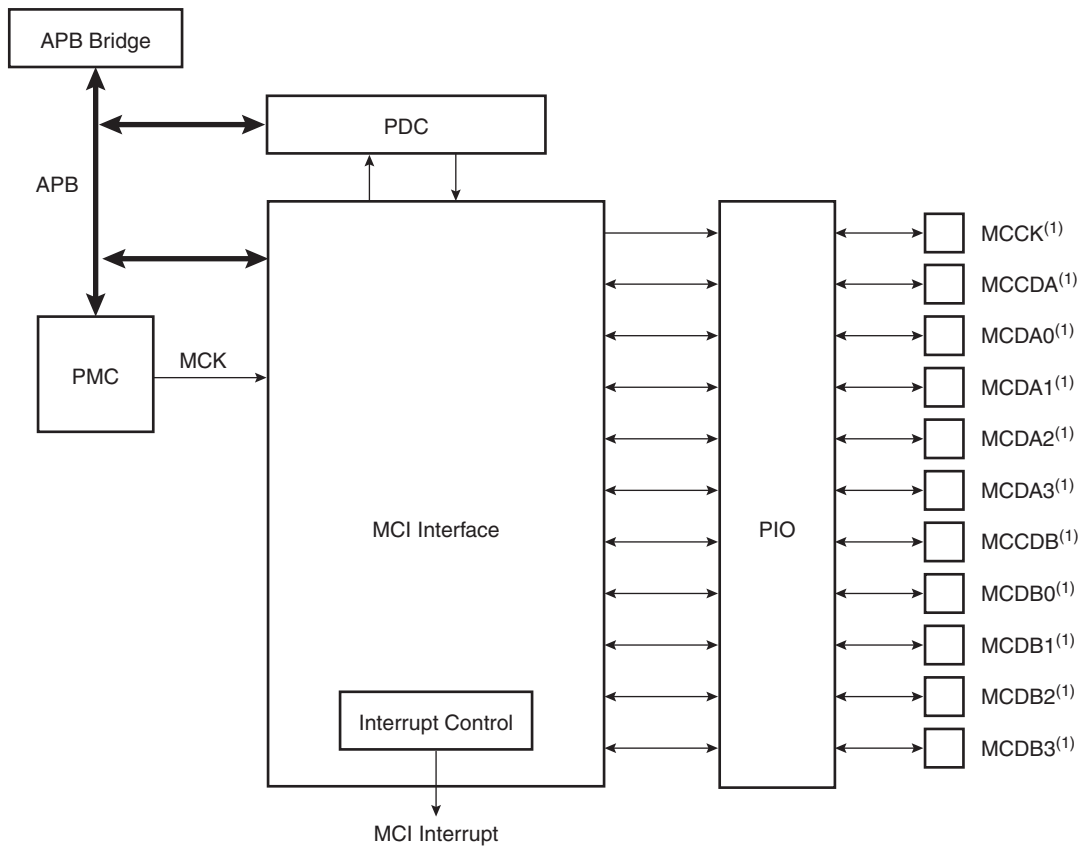 APB Bridge
PDC
APB
MCCK(1)
MCCDA(1)
MCDA0(1)
PMC
MCK
MCDA1(1)
MCDA2(1)
MCDA3(1)
MCI Interface
PIO
MCCDB(1)
MCDB0(1)
MCDB1(1)
MCDB2(1)
Interrupt Control
MCDB3(1)
MCI Interrupt